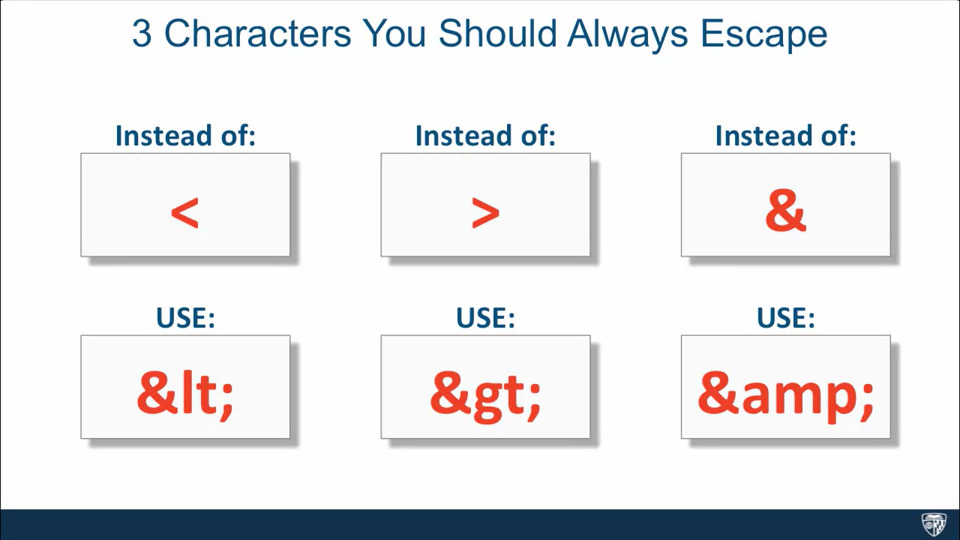 3 Characters You Should Always Escape
Instead of:
<
USE:
&lt;
Instead of:
>
USE:
&gt;
Instead of:
&
USE:
&amp;